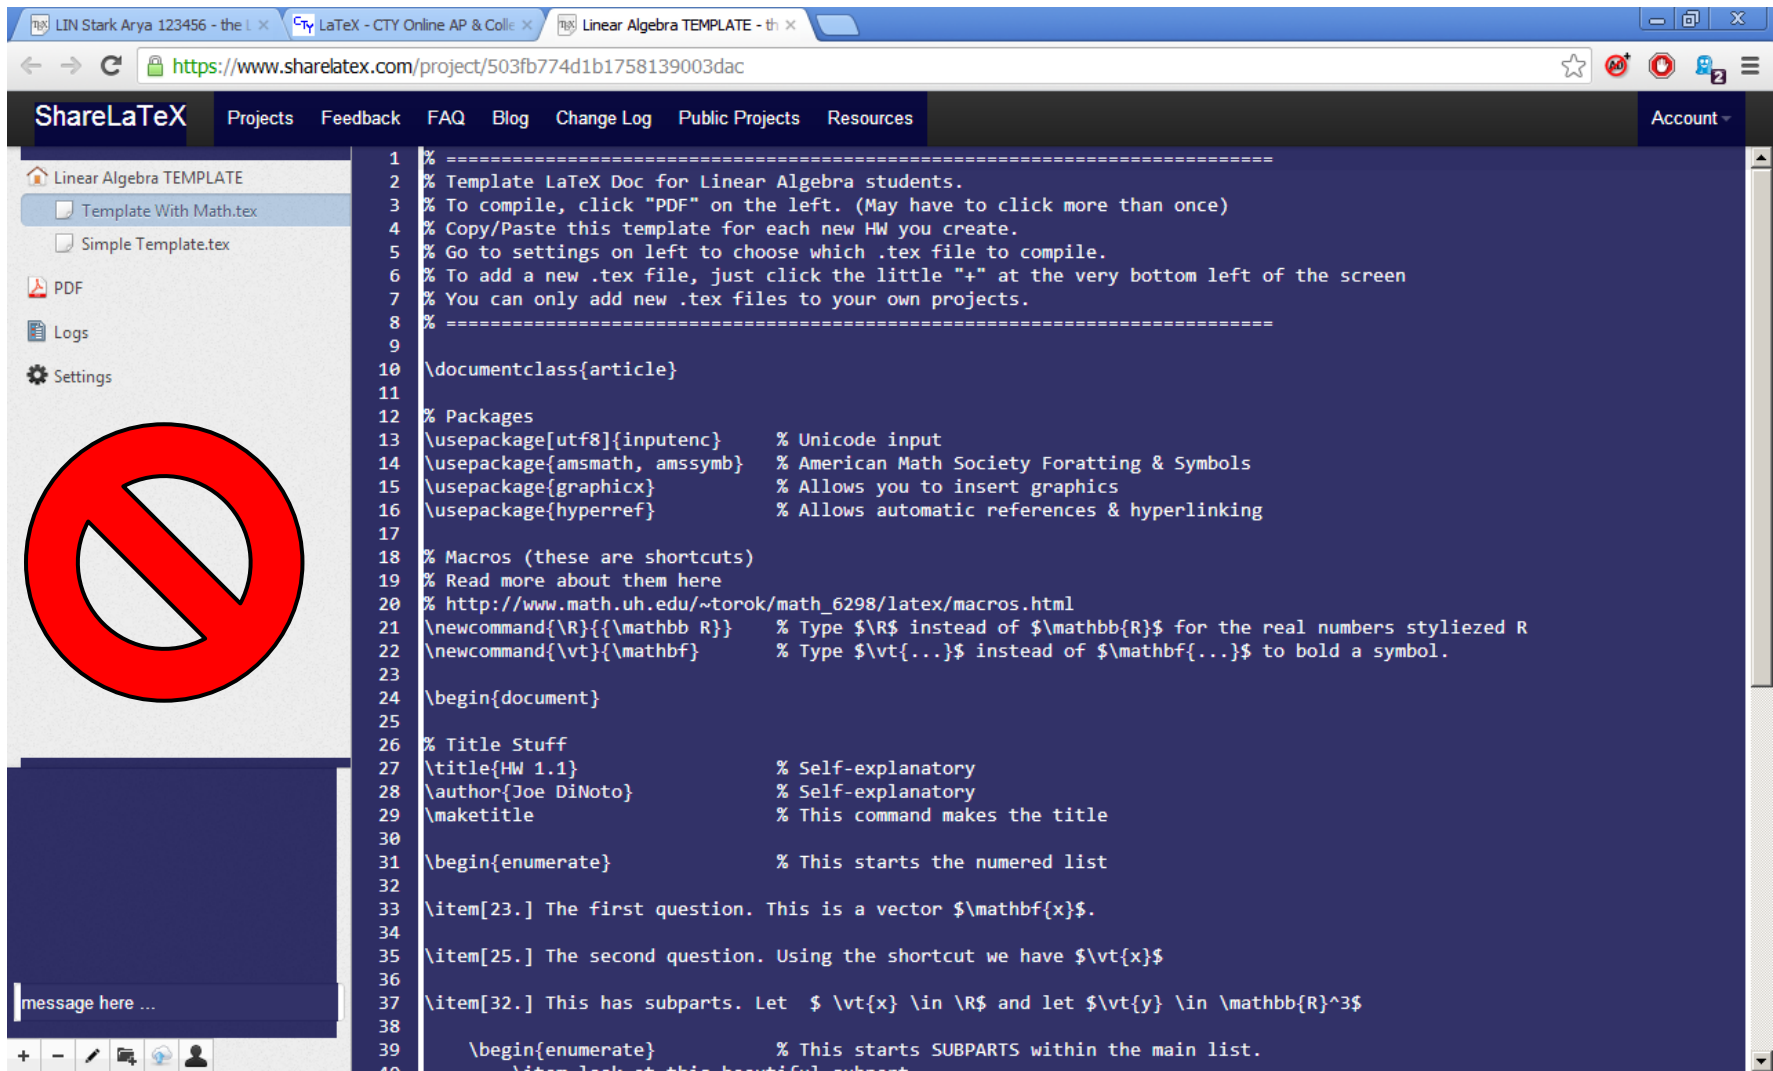 LIN Stark Arya 123456 - the L
CTY LaTeX - CTY Online AP & Colle
Linear Algebra TEMPLATE - th
https://www.sharelatex.com/project/503fb774d1b1758139003dac
2
ShareLaTeX Projects Feedback FAQ Blog Change Log Public Projects Resources Account
Linear Algebra TEMPLATE
Template With Math.tex
Simple Template.tex
PDF
Logs
Settings
message here ...
1 % ===========================================================================
2 % Template LaTeX Doc for Linear Algebra students.
3 % To compile, click "PDF" on the left. (May have to click more than once)
4 % Copy/Paste this template for each new HW you create.
5 % Go to settings on left to choose which .tex file to compile.
6 % To add a new .tex file, just click the little "+" at the very bottom left of the screen
7 % You can only add new .tex files to your own projects.
8 % ===========================================================================
9
10 \documentclass{article}
11
12 % Packages
13 \usepackage[utf8]{inputenc}     % Unicode input
14 \usepackage{amsmath, amssymb}   % American Math Society Foratting & Symbols
15 \usepackage{graphicx}           % Allows you to insert graphics
16 \usepackage{hyperref}           % Allows automatic references & hyperlinking
17
18 % Macros (these are shortcuts)
19 % Read more about them here
20 % http://www.math.uh.edu/~torok/math_6298/latex/macros.html
21 \newcommand{\R}{{\mathbb R}}    % Type $\R$ instead of $\mathbb{R}$ for the real numbers styliezed R
22 \newcommand{\vt}{\mathbf}       % Type $\vt{...}$ instead of $\mathbf{...}$ to bold a symbol.
23
24 \begin{document}
25
26 % Title Stuff
27 \title{HW 1.1}                  % Self-explanatory
28 \author{Joe DiNoto}             % Self-explanatory
29 \maketitle                      % This command makes the title
30
31 \begin{enumerate}               % This starts the numered list
32
33 \item[23.] The first question. This is a vector $\mathbf{x}$.
34
35 \item[25.] The second question. Using the shortcut we have $\vt{x}$
36
37 \item[32.] This has subparts. Let  $ \vt{x} \in \R$ and let $\vt{y} \in \mathbb{R}^3$
38
39     \begin{enumerate}           % This starts SUBPARTS within the main list.
40         \item look at this beautiful subpart